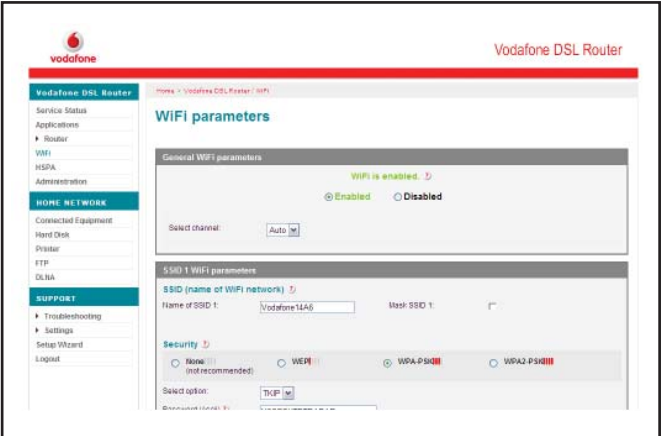 vodafone
Vodafone DSL Router
Vodafone DSL Router
Home > Vodafone DSL Router / WiFi
Service Status
Applications
Router
WiFi
HSPA
Administration
HOME NETWORK
Connected Equipment
Hard Disk
Printer
FTP
DLNA
SUPPORT
Troubleshooting
Settings
Setup Wizard
Logout
WiFi parameters
General WiFi parameters
WiFi is enabled.
Enabled Disabled
Select channel: Auto
SSID 1 WiFi parameters
SSID (name of WiFi network)
Name of SSID 1: Vodafone14A6 Mask SSID 1:
Security
None WEP WPA-PSK WPA2-PSK
(not recommended)
Select option: TKIP